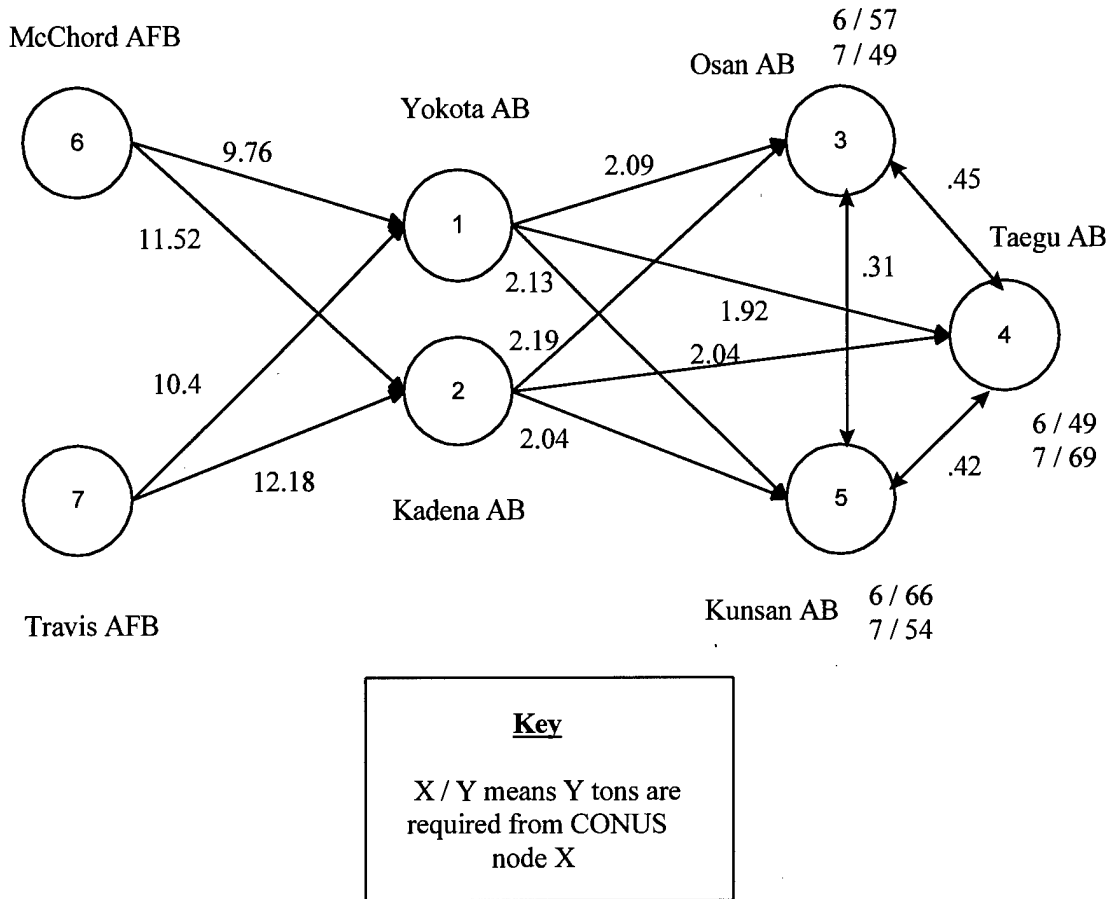 McChord AFB
6
9.76
11.52
10.4
12.18
7
Travis AFB
Yokota AB
1
2
Kadena AB
2.09
2.13
1.92
2.19
2.04
2.04
Osan AB
6 / 57
7 / 49
3
.45
.31
Taegu AB
4
6 / 49
7 / 69
.42
5
Kunsan AB
6 / 66
7 / 54
Key
X / Y means Y tons are
required from CONUS
node X